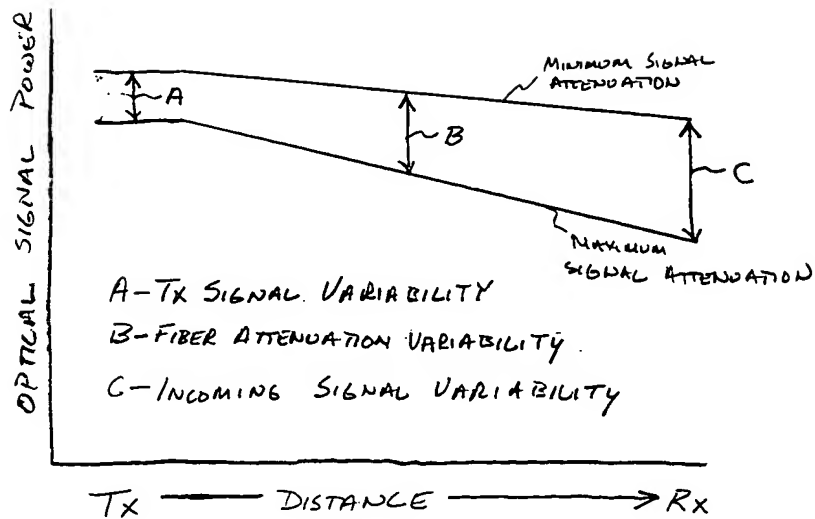 OPTICAL SIGNAL POWER
MINIMUM SIGNAL
ATTENUATION
A
B
C
MAXIMUM
SIGNAL ATTENUATION
A-TX SIGNAL VARIABILITY
B-FIBER ATTENUATION VARIABILITY.
C-INCOMING SIGNAL VARIABILITY
TX DISTANCE RX